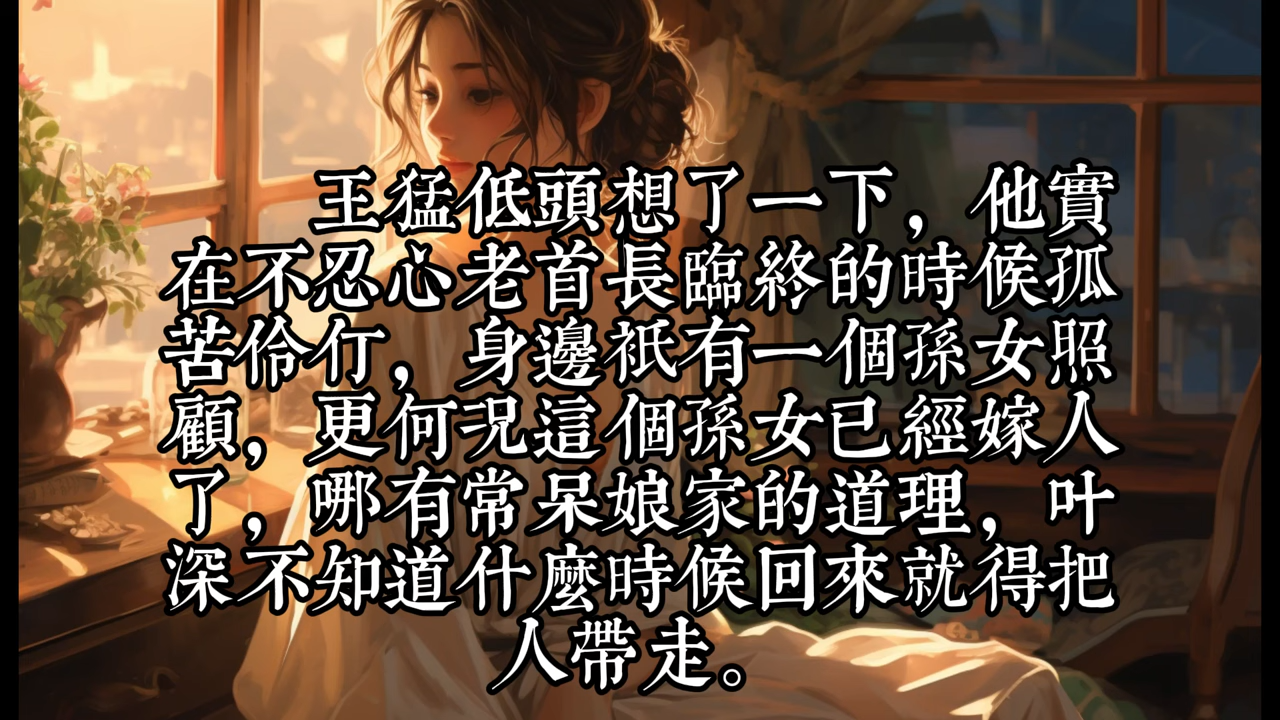 王猛低頭想了一下，他實
在不忍心老首長臨終的時候孤
苦伶仃，身邊祇有一個孫女照
顧，更何況這個孫女已經嫁人
了，哪有常呆娘家的道理，叶
深不知道什麼時候回來就得把
人帶走。